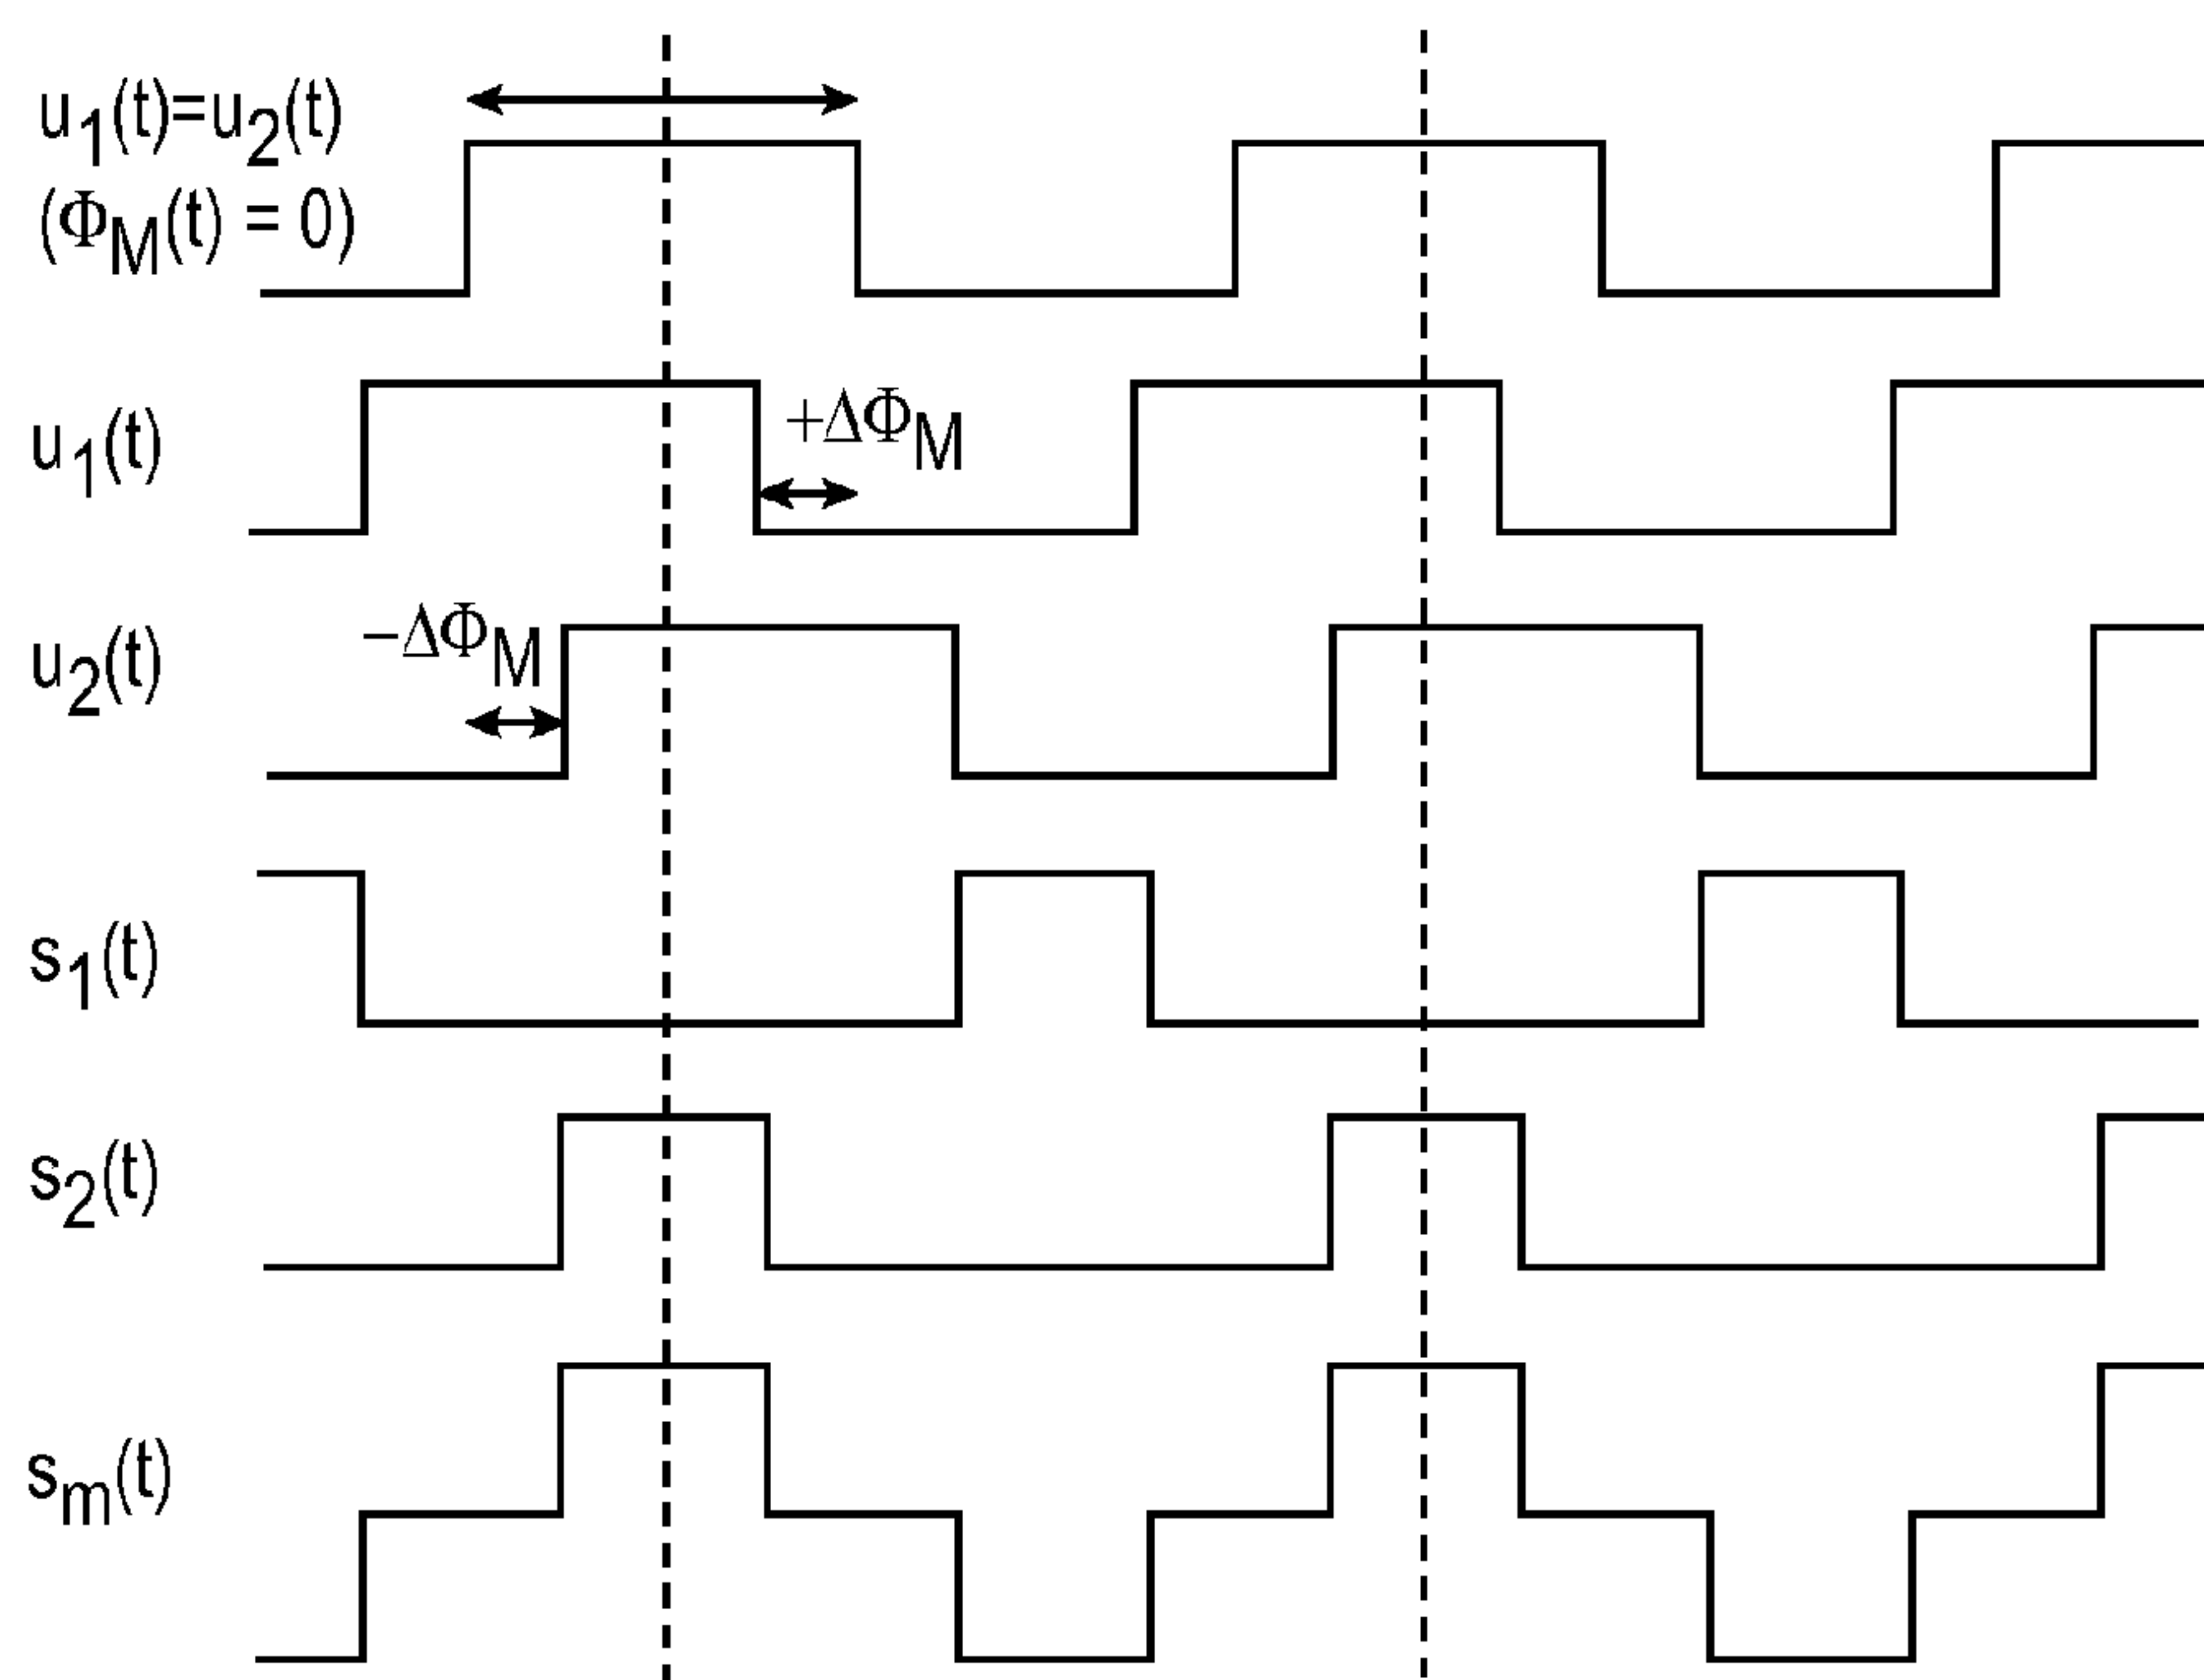 u1(t)=u2(t)
(ΦM(t) = 0)
u1(t)
+ΔΦM
−ΔΦM
u2(t)
s1(t)
s2(t)
sm(t)